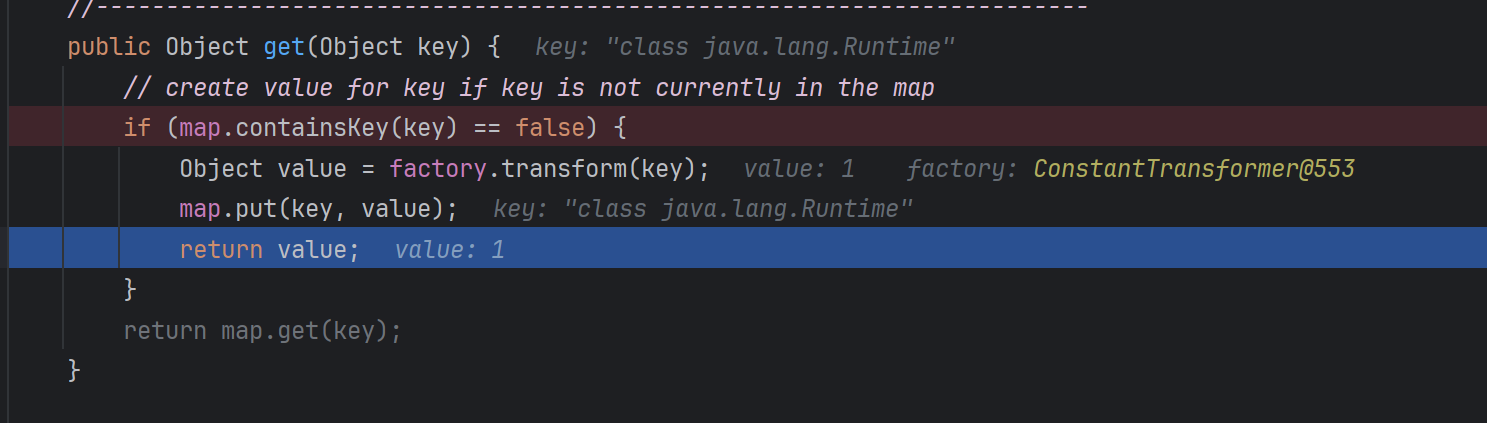 //----------------------------------------------------------------------
public Object get(Object key) {   key: "class java.lang.Runtime"
    // create value for key if key is not currently in the map
    if (map.containsKey(key) == false) {
        Object value = factory.transform(key);   value: 1    factory: ConstantTransformer@553
        map.put(key, value);   key: "class java.lang.Runtime"
        return value;   value: 1
    }
    return map.get(key);
}